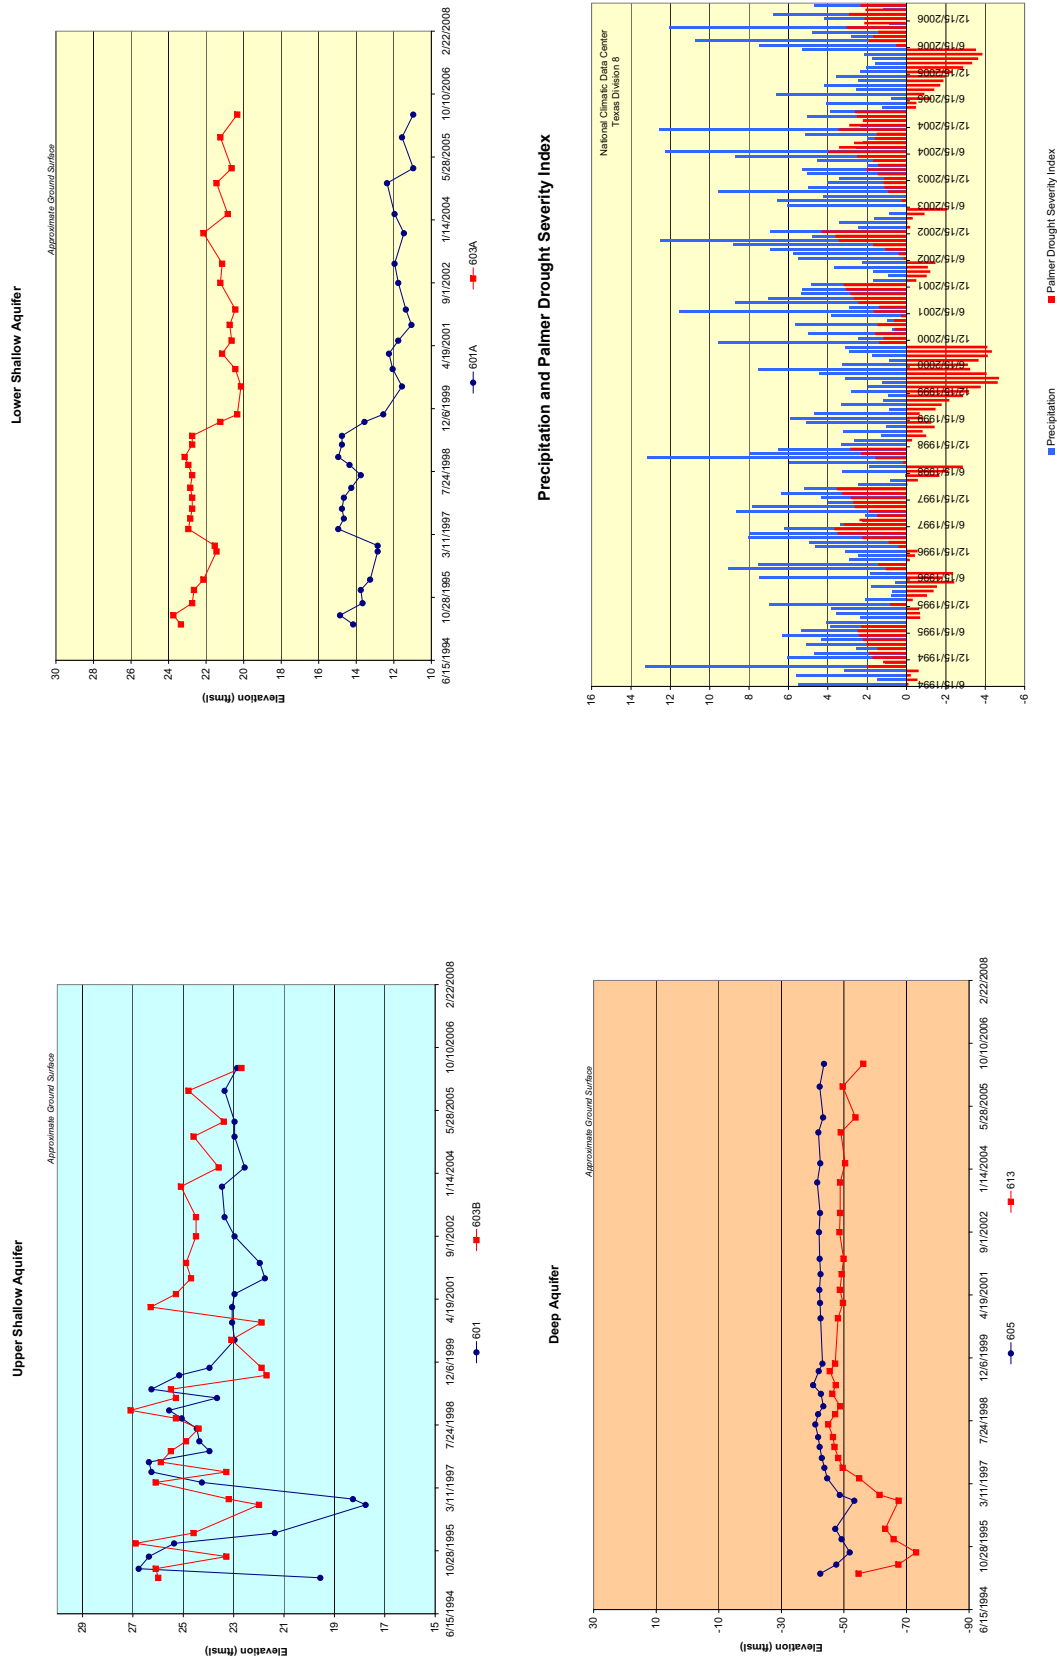 Upper Shallow Aquifer
Approximate Ground Surface
Elevation (ftmsl)
29
27
25
23
21
19
17
15
6/15/1994 10/28/1995 3/11/1997 7/24/1998 12/6/1999 4/19/2001 9/1/2002 1/14/2004 5/28/2005 10/10/2006 2/22/2008
601 603B
Lower Shallow Aquifer
Approximate Ground Surface
Elevation (ftmsl)
30
28
26
24
22
20
18
16
14
12
10
6/15/1994 10/28/1995 3/11/1997 7/24/1998 12/6/1999 4/19/2001 9/1/2002 1/14/2004 5/28/2005 10/10/2006 2/22/2008
601A 603A
Deep Aquifer
Approximate Ground Surface
Elevation (ftmsl)
30
10
-10
-30
-50
-70
-90
6/15/1994 10/28/1995 3/11/1997 7/24/1998 12/6/1999 4/19/2001 9/1/2002 1/14/2004 5/28/2005 10/10/2006 2/22/2008
605 613
Precipitation and Palmer Drought Severity Index
National Climatic Data Center
Texas Division 8
16
14
12
10
8
6
4
2
0
-2
-4
-6
6/15/1994 12/15/1994 6/15/1995 12/15/1995 6/15/1996 12/15/1996 6/15/1997 12/15/1997 6/15/1998 12/15/1998 6/15/1999 12/15/1999 6/15/2000 12/15/2000 6/15/2001 12/15/2001 6/15/2002 12/15/2002 6/15/2003 12/15/2003 6/15/2004 12/15/2004 6/15/2005 12/15/2005 6/15/2006 12/15/2006
Precipitation Palmer Drought Severity Index